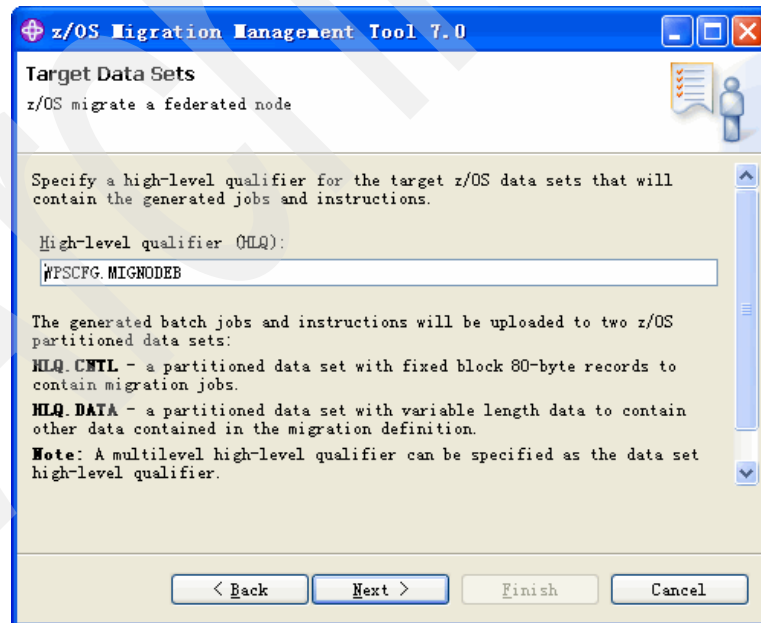 z/OS Migration Management Tool 7.0
Target Data Sets
z/OS migrate a federated node
Specify a high-level qualifier for the target z/OS data sets that will
contain the generated jobs and instructions.
High-level qualifier (HLQ):
WPSCFG.MIGNODEB
The generated batch jobs and instructions will be uploaded to two z/OS
partitioned data sets:
HLQ.CNTL - a partitioned data set with fixed block 80-byte records to
contain migration jobs.
HLQ.DATA - a partitioned data set with variable length data to contain
other data contained in the migration definition.
Note: A multilevel high-level qualifier can be specified as the data set
high-level qualifier.
< Back Next > Finish Cancel